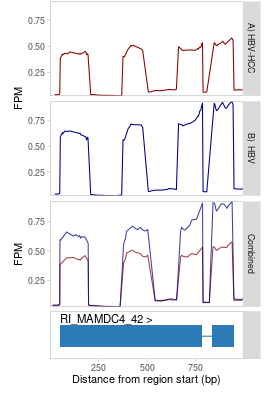 0.75
0.50
0.25
A) HBV-HCC
FPM
0.75
0.50
0.25
B) HBV
0.75
0.50
0.25
Combined
FPM
RI_MAMDC4_42 >
250 500 750
Distance from region start (bp)